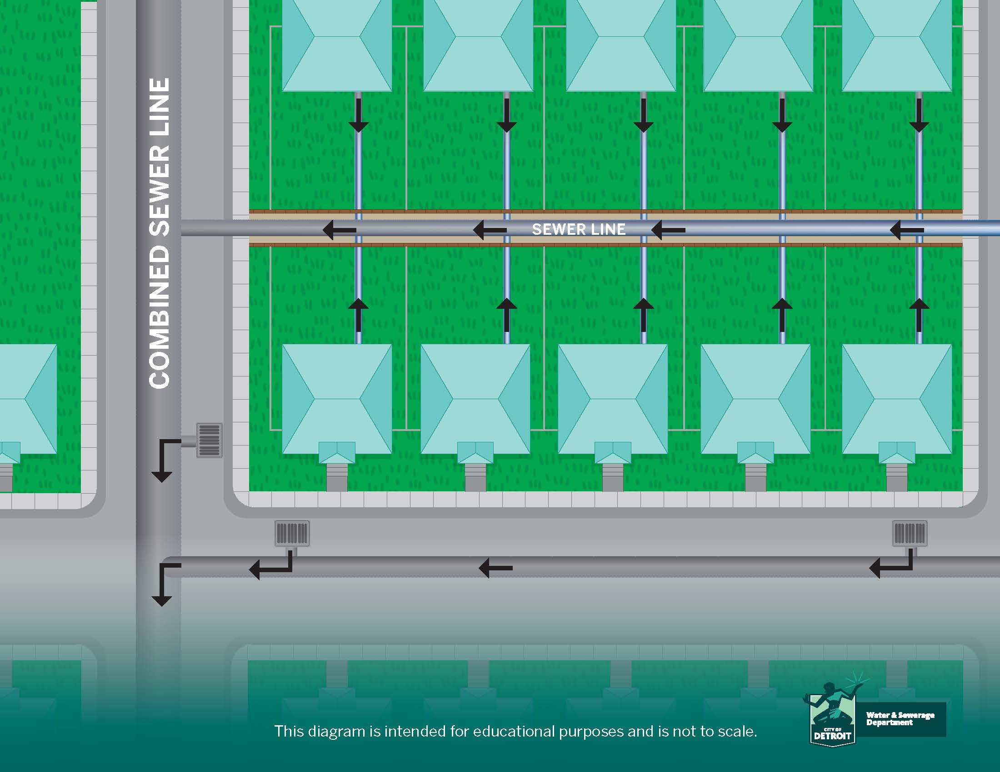 COMBINED SEWER LINE
SEWER LINE
This diagram is intended for educational purposes and is not to scale.
CITY OF
DETROIT
Water & Sewerage
Department